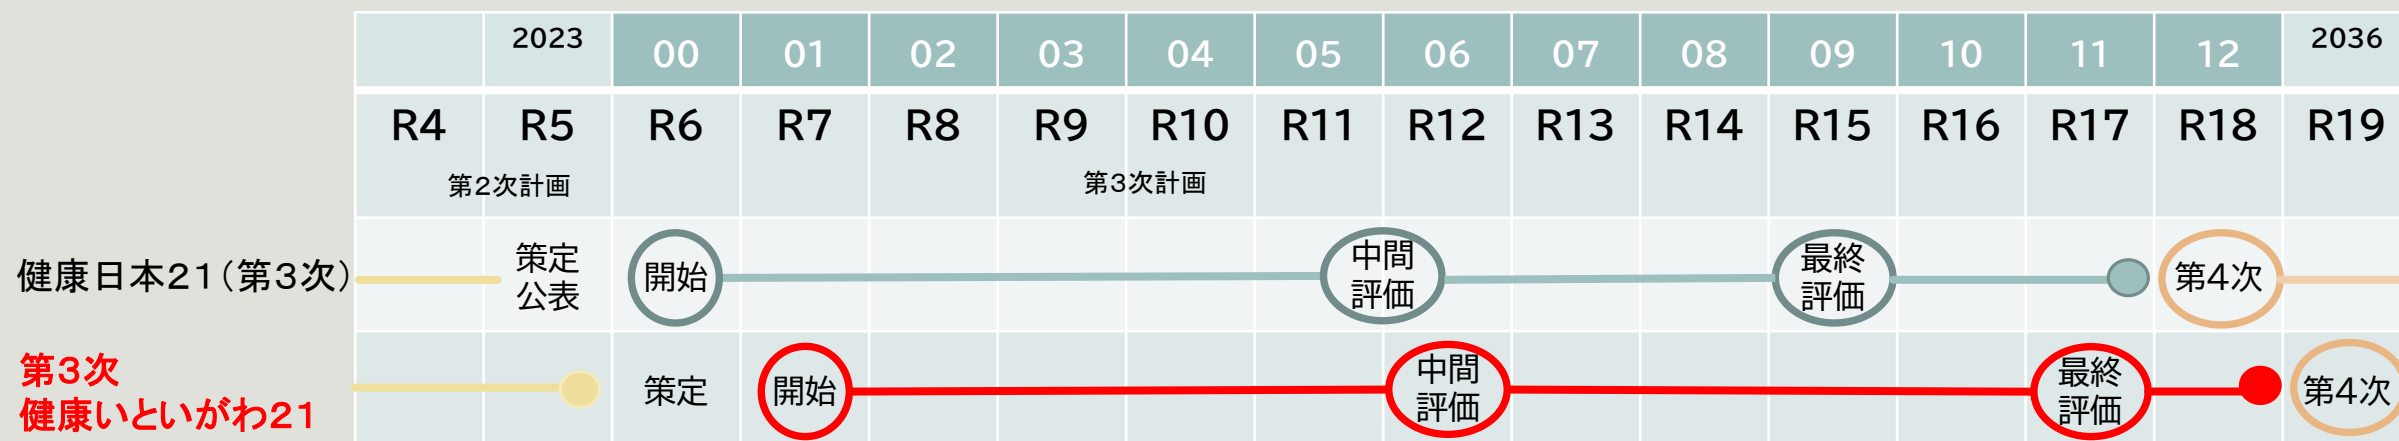 2023 00 01 02 03 04 05 06 07 08 09 10 11 12 2036
R4 R5 R6 R7 R8 R9 R10 R11 R12 R13 R14 R15 R16 R17 R18 R19
第2次計画 第3次計画
健康日本21(第3次) 策定 開始 中間 最終 第4次
公表 評価 評価
第3次
健康いといがわ21 策定 開始 中間 最終 第4次
評価 評価